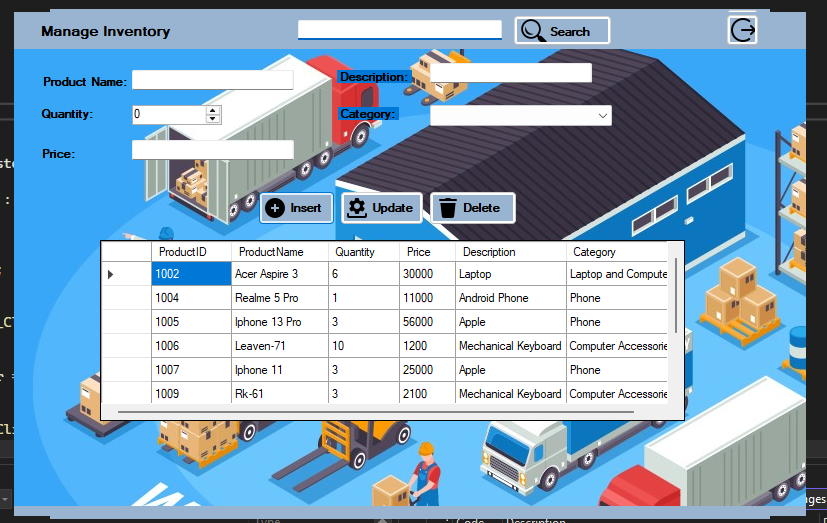 Manage Inventory
Search
Product Name:
Description:
Quantity:
0
Category:
Price:
Insert
Update
Delete
ProductID ProductName Quantity Price Description Category
1002 Acer Aspire 3 6 30000 Laptop Laptop and Compute
1004 Realme 5 Pro 1 11000 Android Phone Phone
1005 Iphone 13 Pro 3 56000 Apple Phone
1006 Leaven-71 10 1200 Mechanical Keyboard Computer Accessorie
1007 Iphone 11 3 25000 Apple Phone
1009 Rk-61 3 2100 Mechanical Keyboard Computer Accessorie